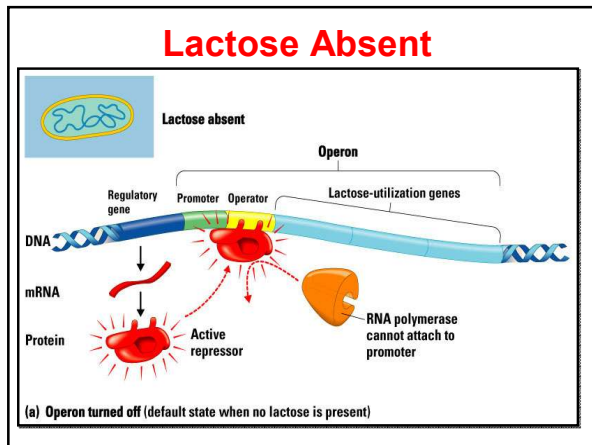 Lactose Absent
Lactose absent
Operon
Regulatory
gene
Promoter
Operator
Lactose-utilization genes
DNA
mRNA
Protein
Active
repressor
RNA polymerase
cannot attach to
promoter
(a) Operon turned off (default state when no lactose is present)